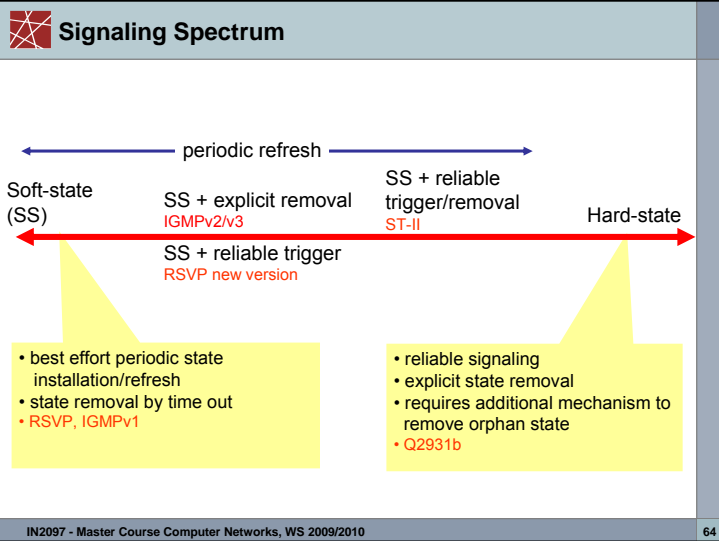 Signaling Spectrum
periodic refresh
Soft-state
(SS)
SS + explicit removal
IGMPv2/v3
SS + reliable
trigger/removal
ST-II
Hard-state
SS + reliable trigger
RSVP new version
• best effort periodic state
installation/refresh
• state removal by time out
• RSVP, IGMPv1
• reliable signaling
• explicit state removal
• requires additional mechanism to
remove orphan state
• Q2931b
IN2097 - Master Course Computer Networks, WS 2009/2010
64